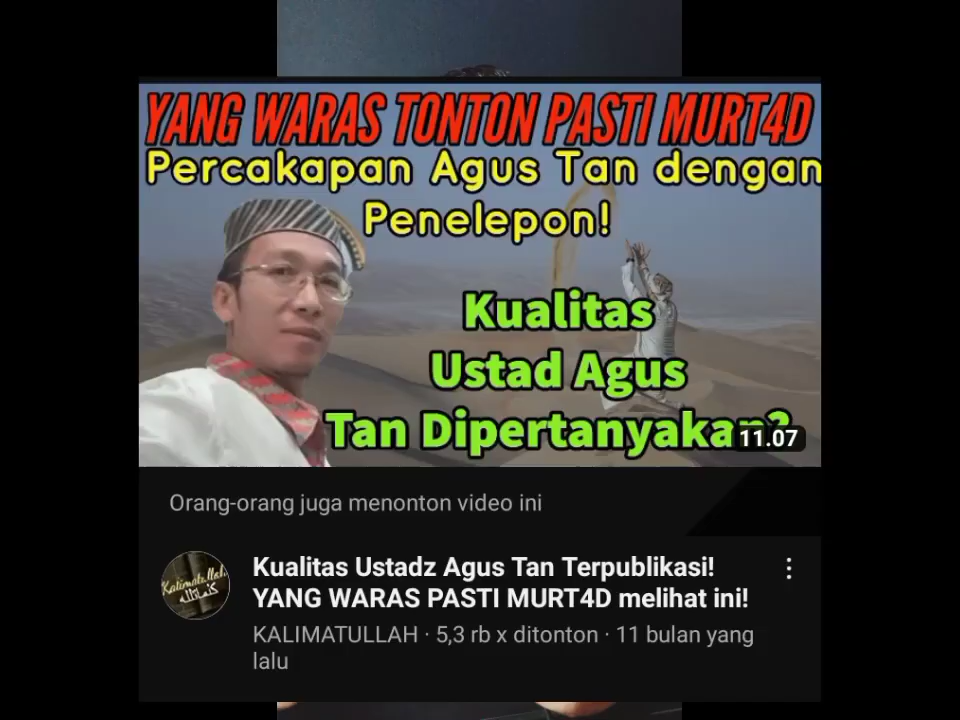 YANG WARAS TONTON PASTI MURT4D
Percakapan Agus Tan dengan
Penelepon!
Kualitas
Ustad Agus
Tan Dipertanyakan?
11.07
Orang-orang juga menonton video ini
Kalimatullah
Kualitas Ustadz Agus Tan Terpublikasi!
YANG WARAS PASTI MURT4D melihat ini!
KALIMATULLAH · 5,3 rb x ditonton · 11 bulan yang
lalu